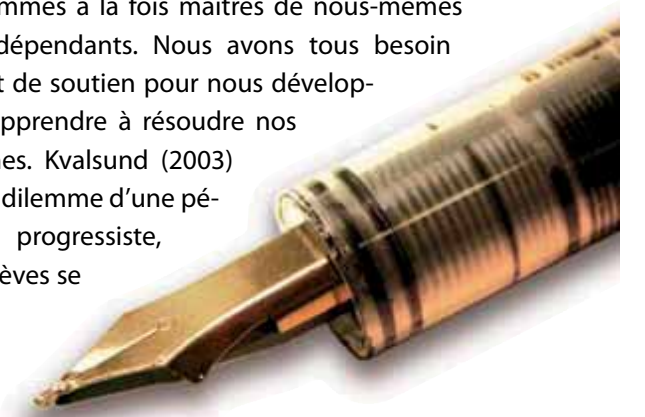 mmes à la fois maîtres de nous-mêmes
dépendants. Nous avons tous besoin
t de soutien pour nous dévelop-
pprendre à résoudre nos
nes. Kvalsund (2003)
dilemme d'une pé-
progressiste,
èves se